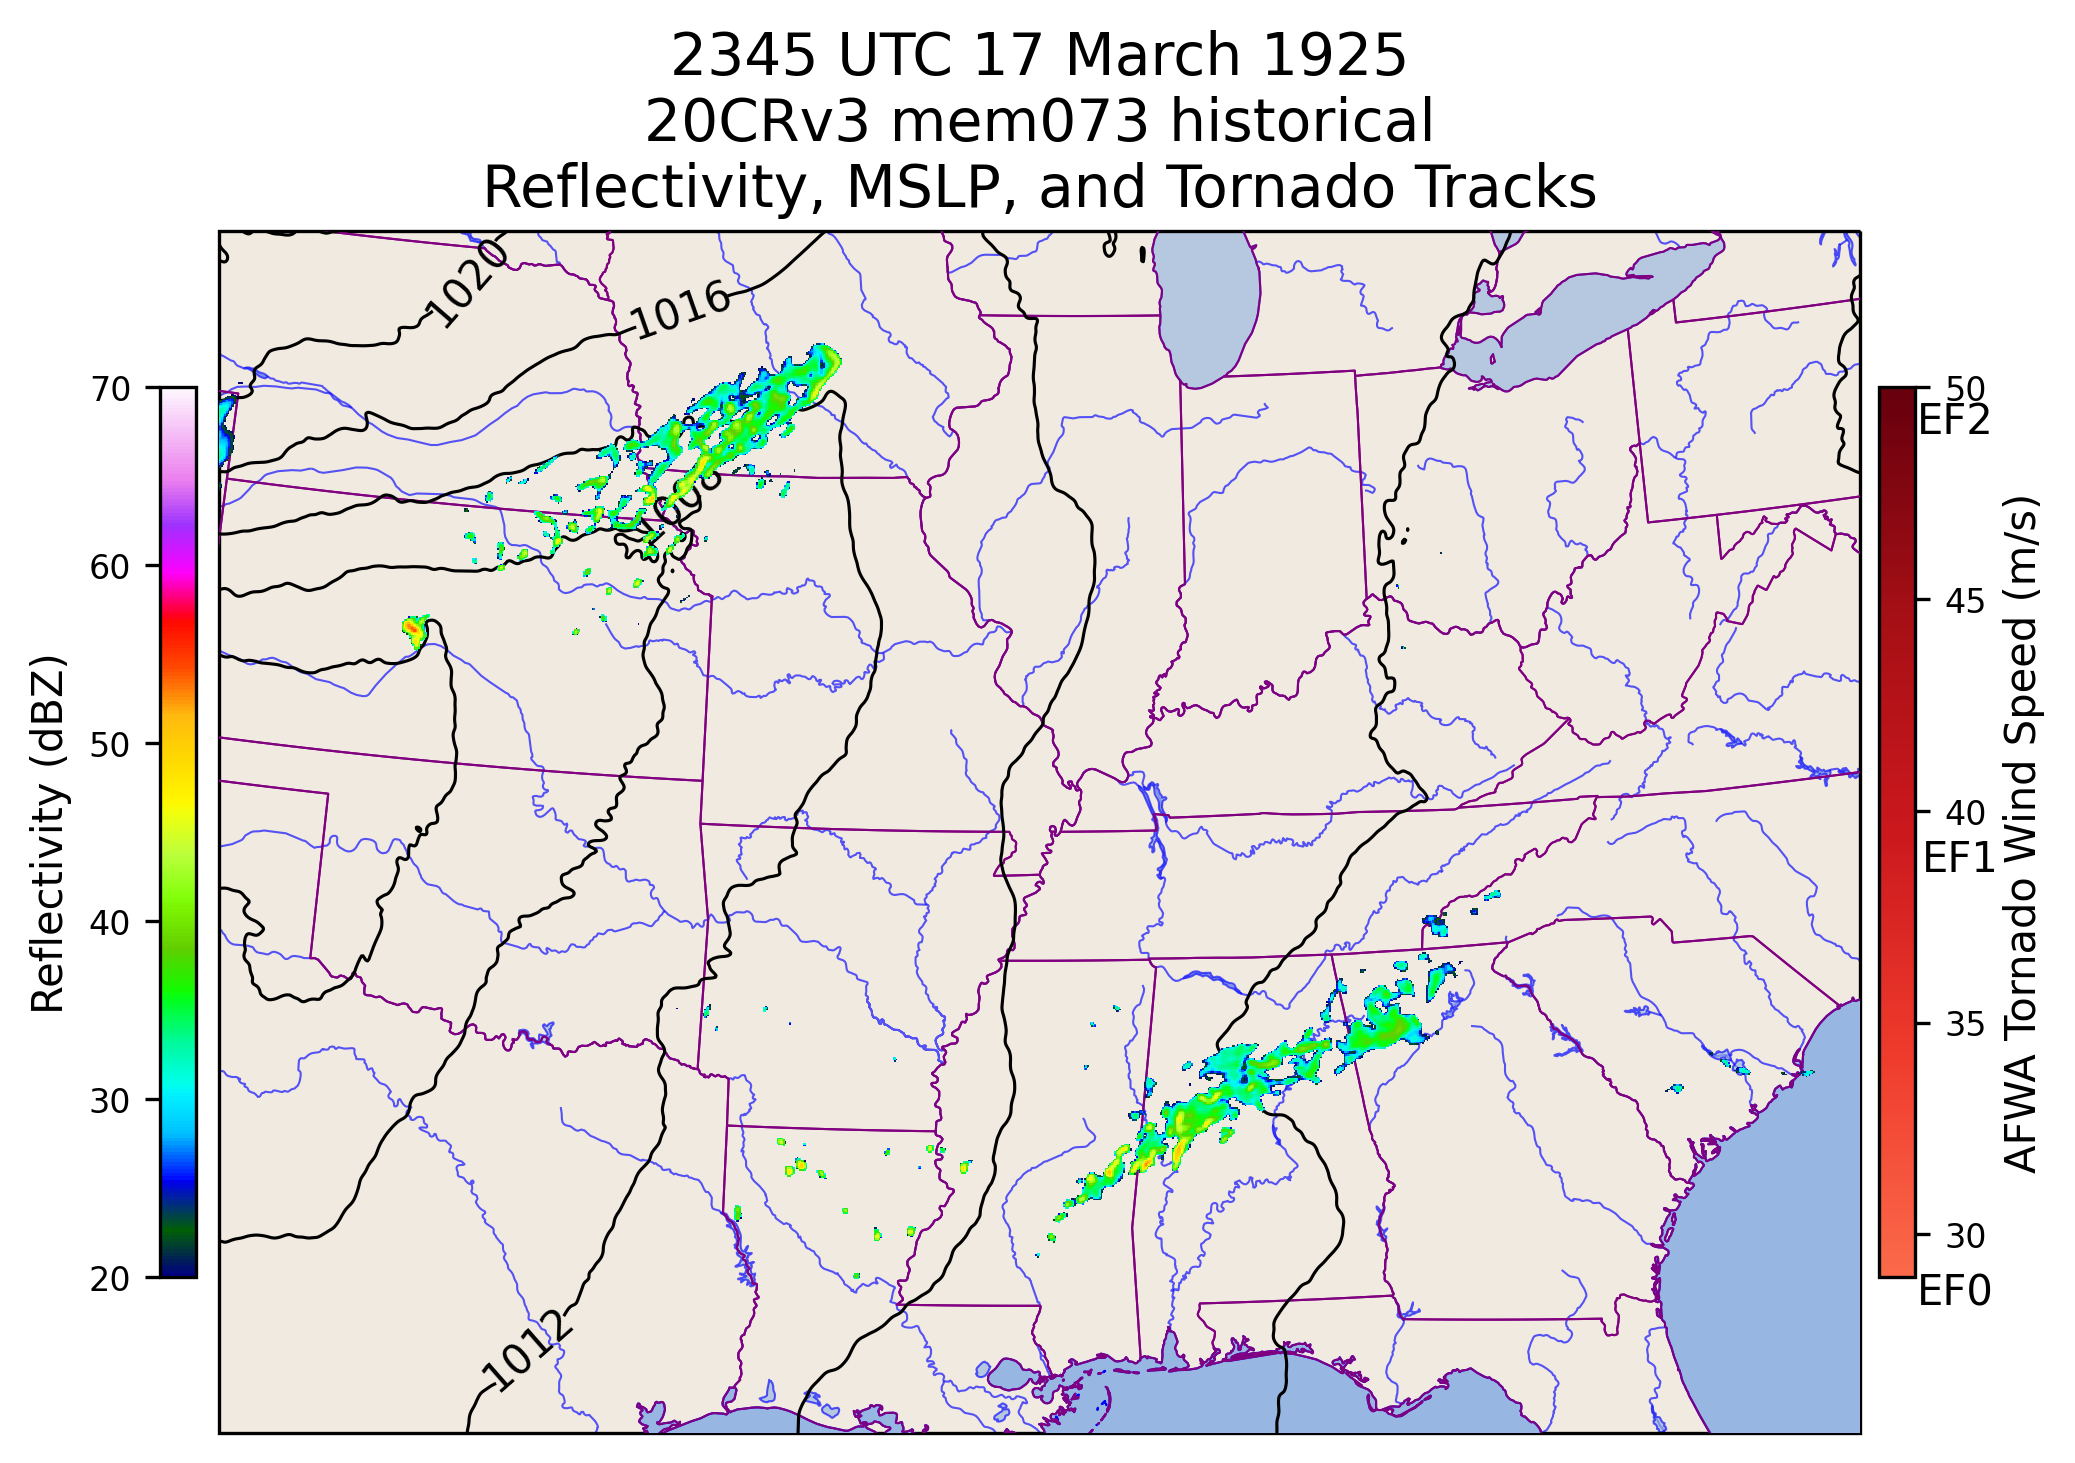 2345 UTC 17 March 1925
20CRv3 mem073 historical
Reflectivity, MSLP, and Tornado Tracks
1020
1016
1012
Reflectivity (dBZ)
70
60
50
40
30
20
50
EF2
45
40
EF1
35
30
EF0
AFWA Tornado Wind Speed (m/s)